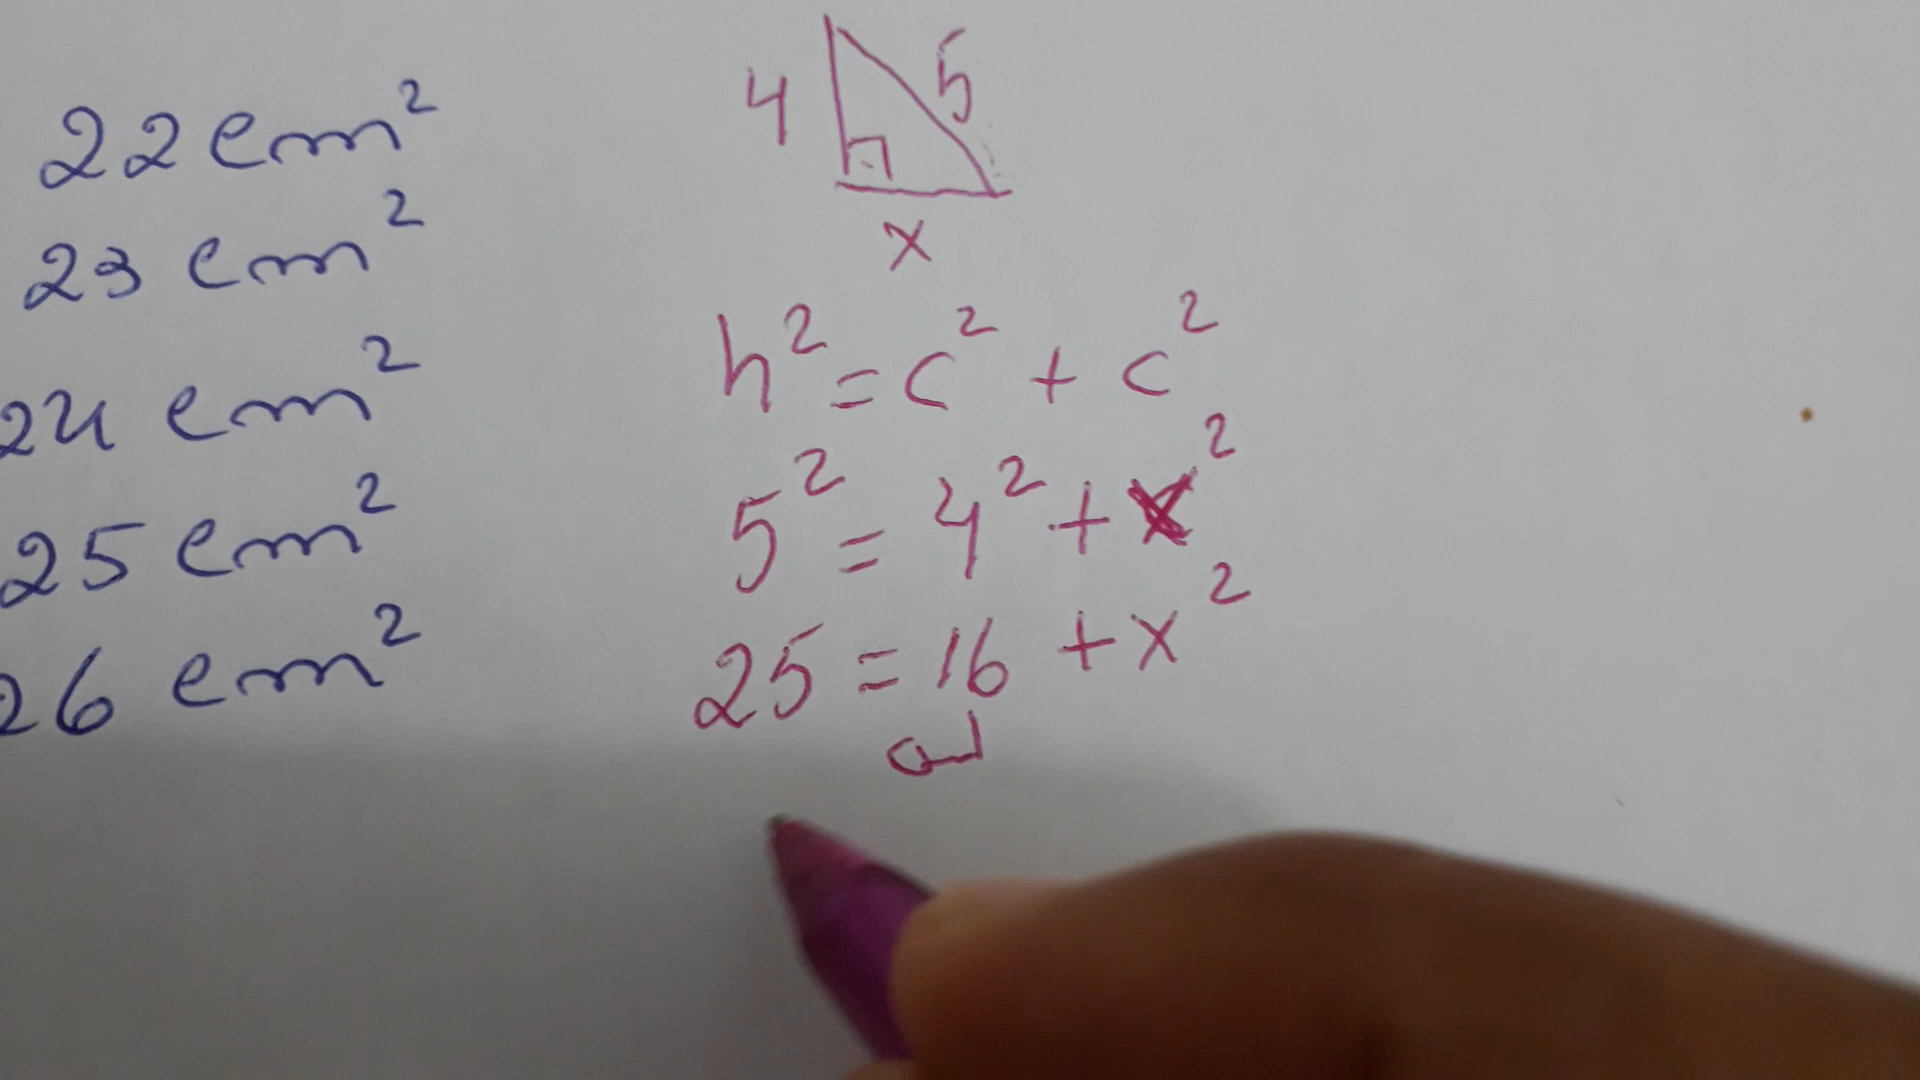 22 cm²
23 cm²
24 cm²
25 cm²
26 cm²
4
5
x
h² = c² + c²
5² = 4² + x²
25 = 16 + x²